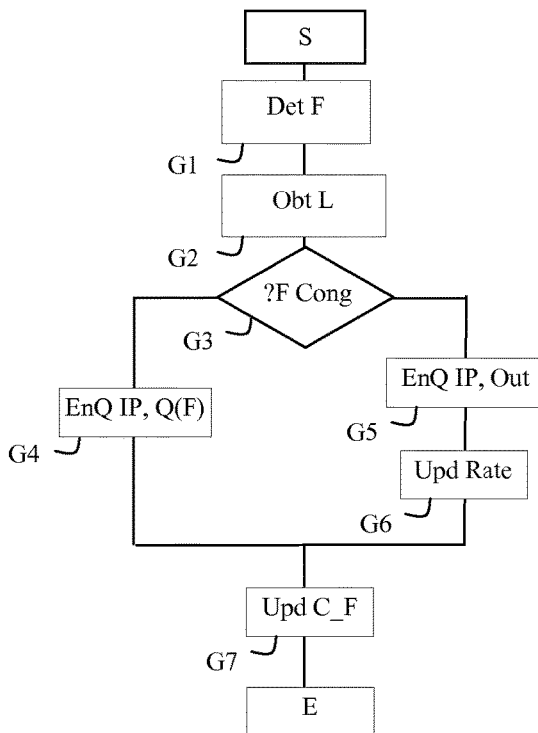 S
Det F
G1
Obt L
G2
?F Cong
G3
EnQ IP, Q(F)
G4
EnQ IP, Out
G5
Upd Rate
G6
Upd C_F
G7
E